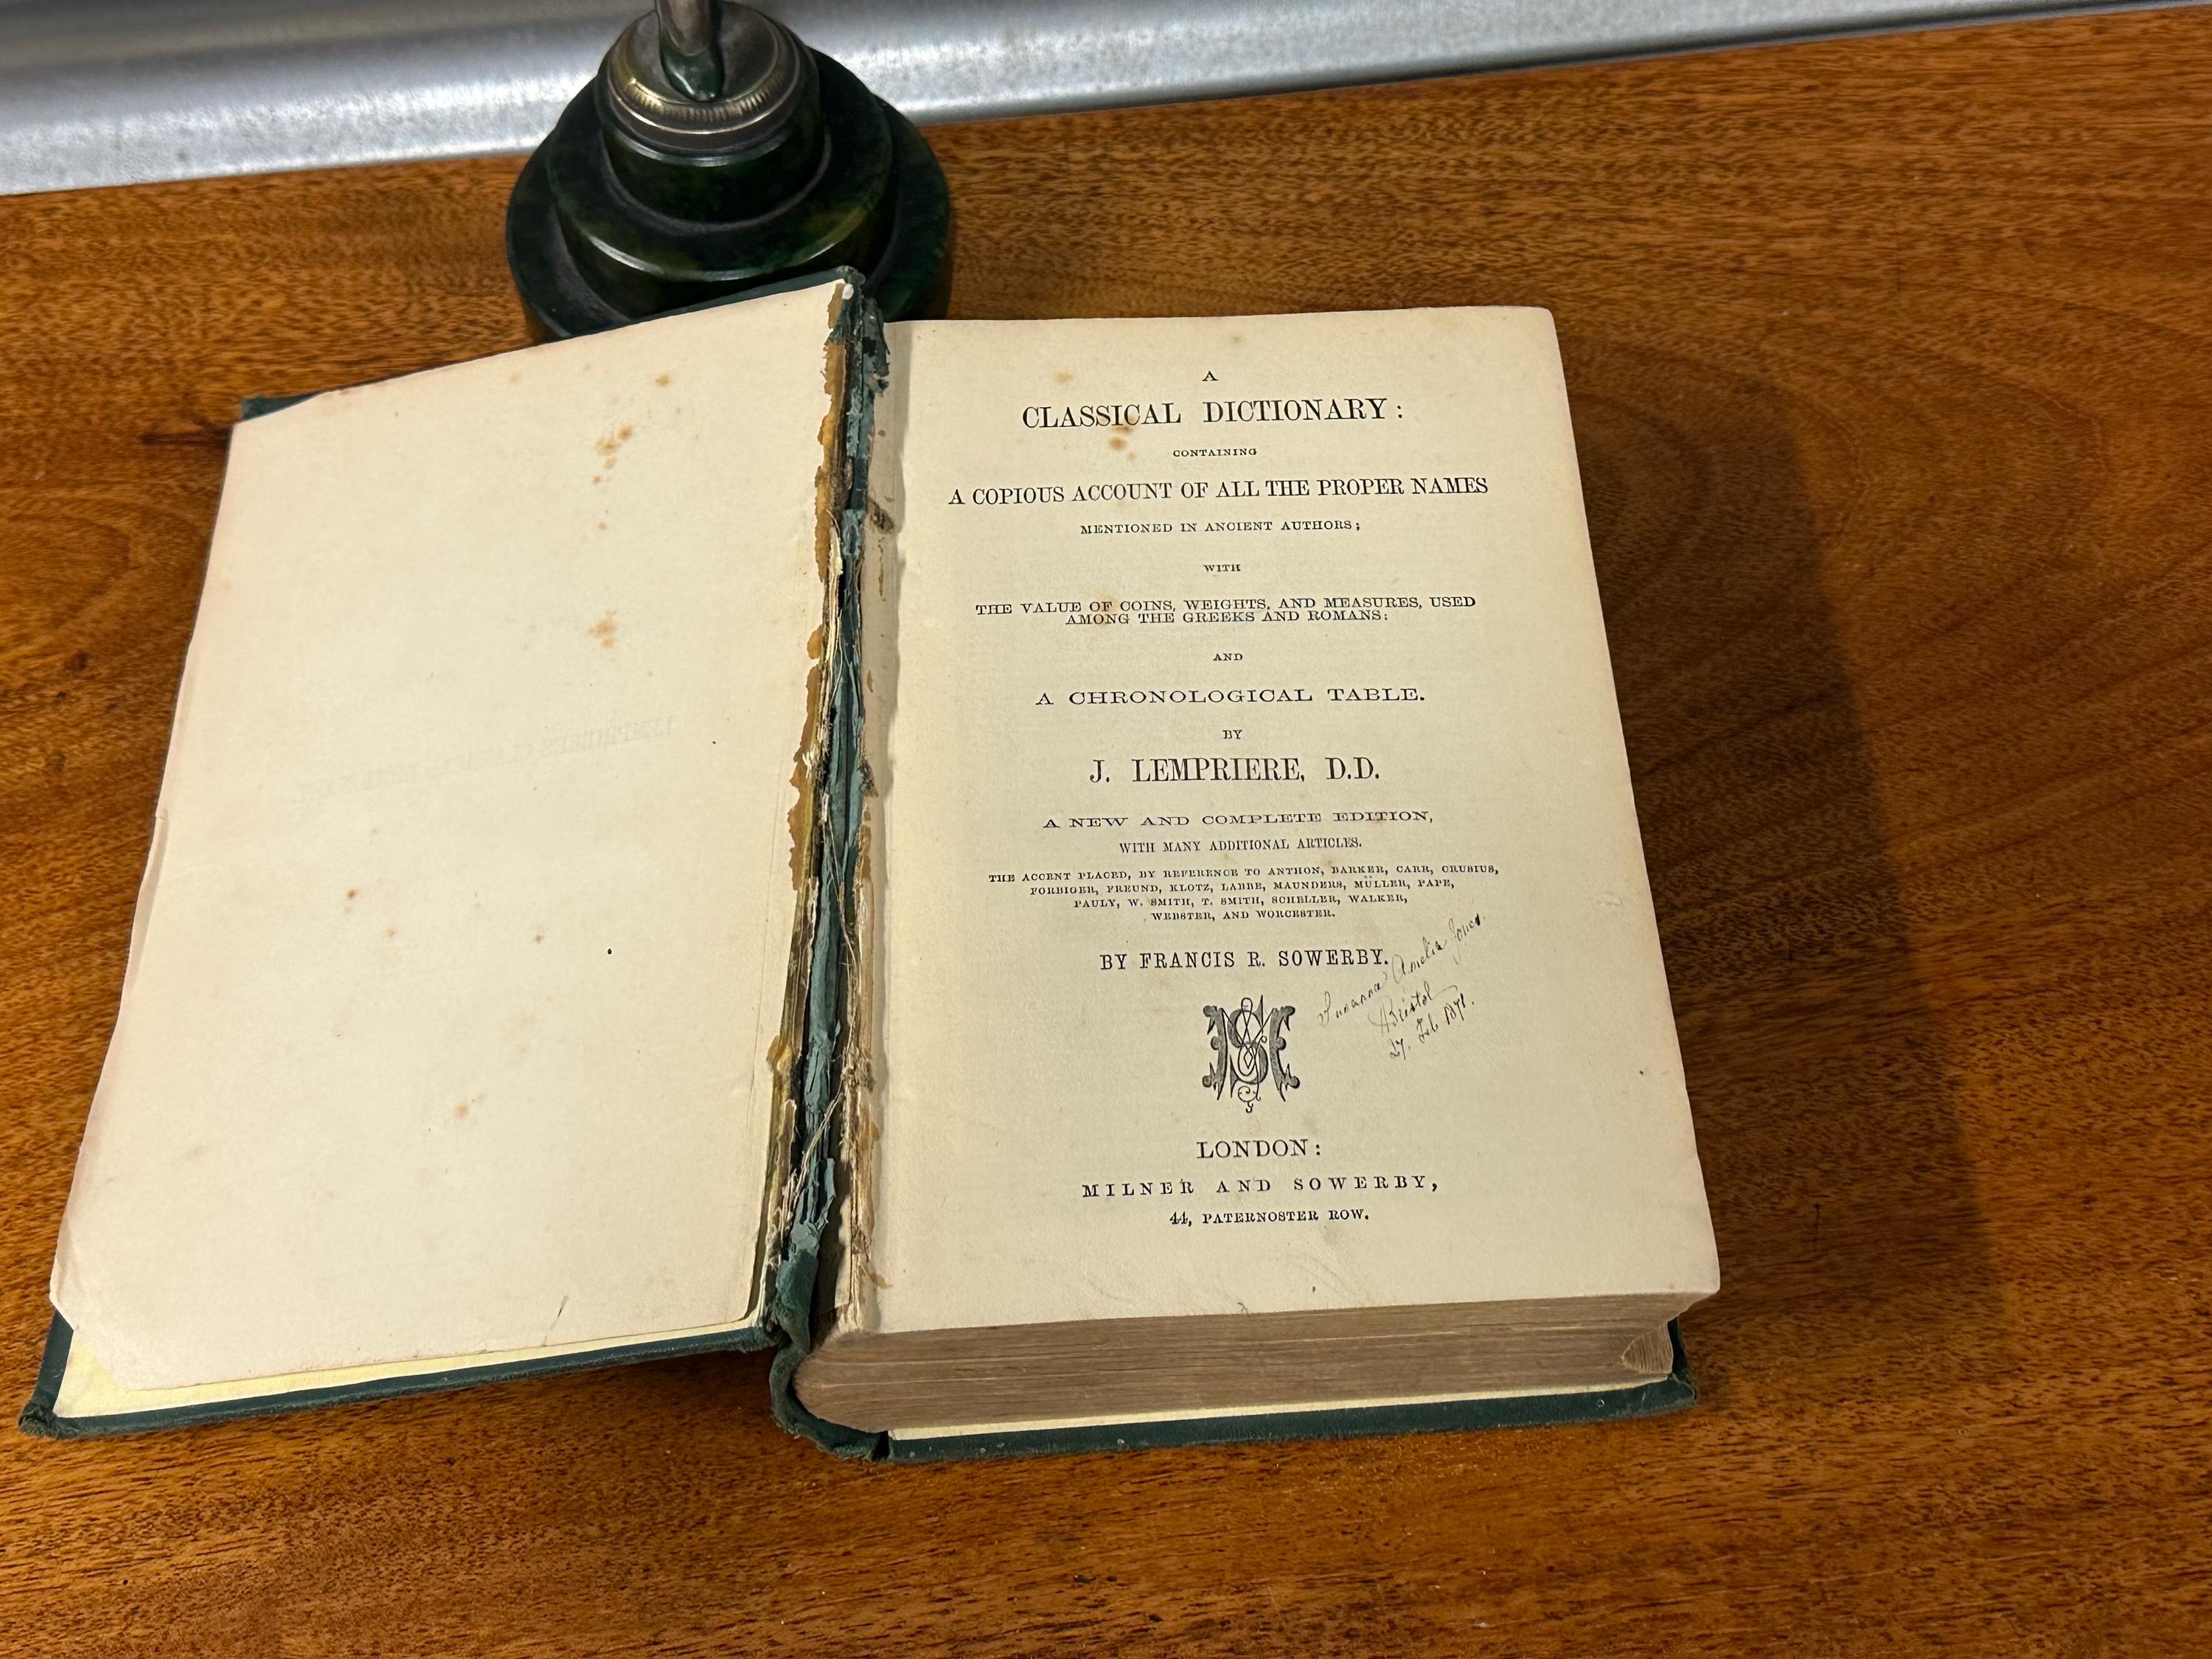 A
CLASSICAL DICTIONARY:
CONTAINING
A COPIOUS ACCOUNT OF ALL THE PROPER NAMES
MENTIONED IN ANCIENT AUTHORS;
WITH
THE VALUE OF COINS, WEIGHTS, AND MEASURES, USED
AMONG THE GREEKS AND ROMANS:
AND
A CHRONOLOGICAL TABLE.
BY
J. LEMPRIERE, D.D.
A NEW AND COMPLETE EDITION,
WITH MANY ADDITIONAL ARTICLES.
THE ACCENT PLACED, BY REFERENCE TO ANTHON, BARKER, CARR, CRUSIUS,
FORBIGER, FREUND, KLOTZ, LABBE, MAUNDERS, MÜLLER, PAPE,
PAULY, W. SMITH, T. SMITH, SCHELLER, WALKER,
WEBSTER, AND WORCESTER.
BY FRANCIS R. SOWERBY.
Susanna Amelia Jones.
Bristol
27. Feb 1871.
LONDON:
MILNER AND SOWERBY,
44, PATERNOSTER ROW.